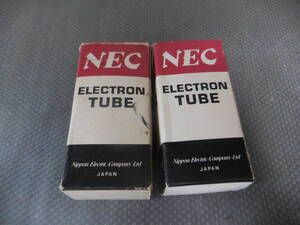 NEC
ELECTRON
TUBE
Nippon Electric Company Ltd.
JAPAN
NEC
ELECTRON
TUBE
Nippon Electric Company Ltd.
JAPAN